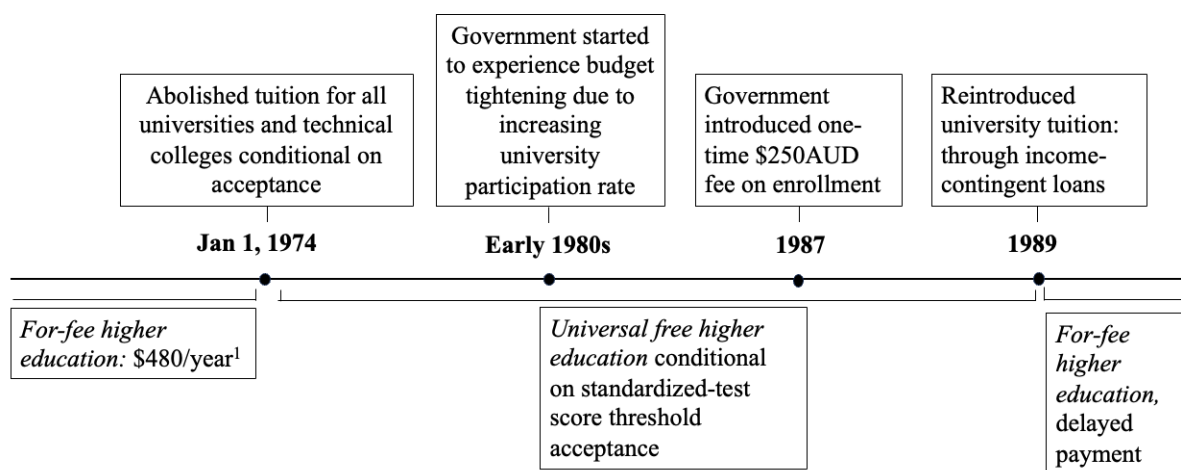 Abolished tuition for all
universities and technical
colleges conditional on
acceptance
Government started
to experience budget
tightening due to
increasing
university
participation rate
Government
introduced one-
time $250AUD
fee on enrollment
Reintroduced
university tuition:
through income-
contingent loans
Jan 1, 1974
Early 1980s
1987
1989
For-fee higher
education: $480/year¹
Universal free higher
education conditional
on standardized-test
score threshold
acceptance
For-fee
higher
education,
delayed
payment